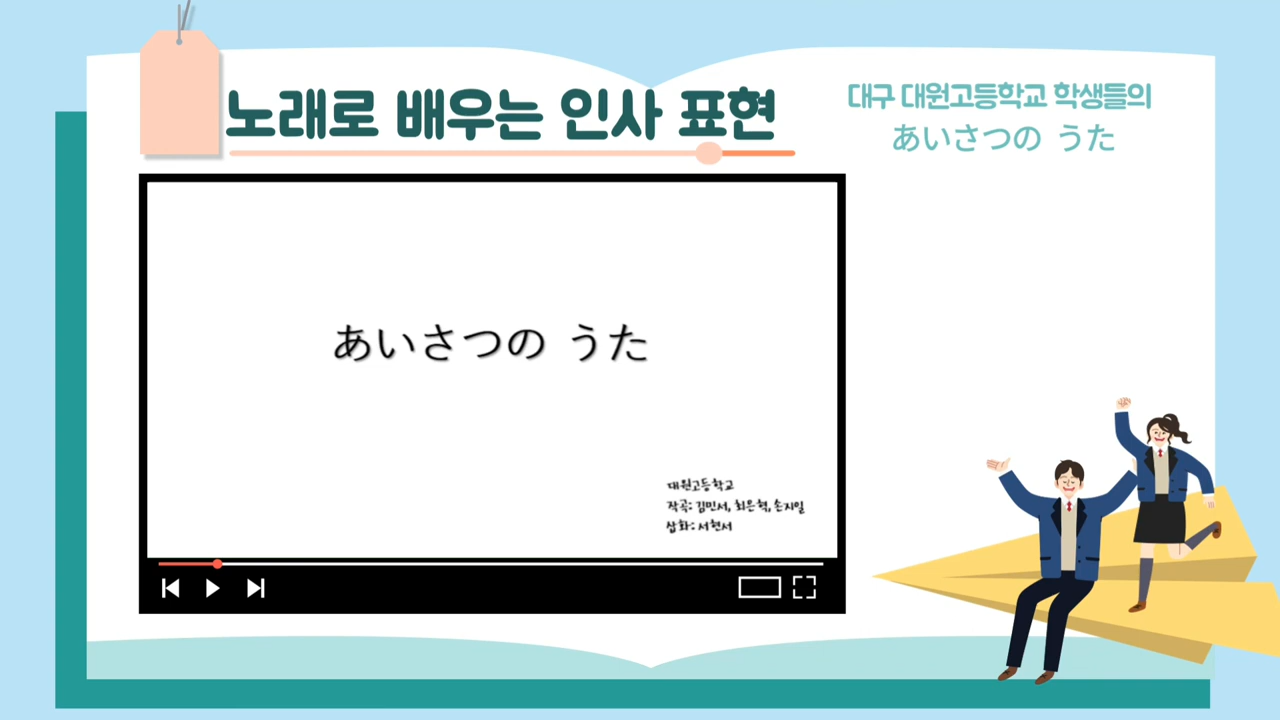 노래로 배우는 인사 표현
대구 대원고등학교 학생들의
あいさつの うた
あいさつの うた
대원고등학교
작곡: 김민서, 최은혁, 손지일
삽화: 서현서